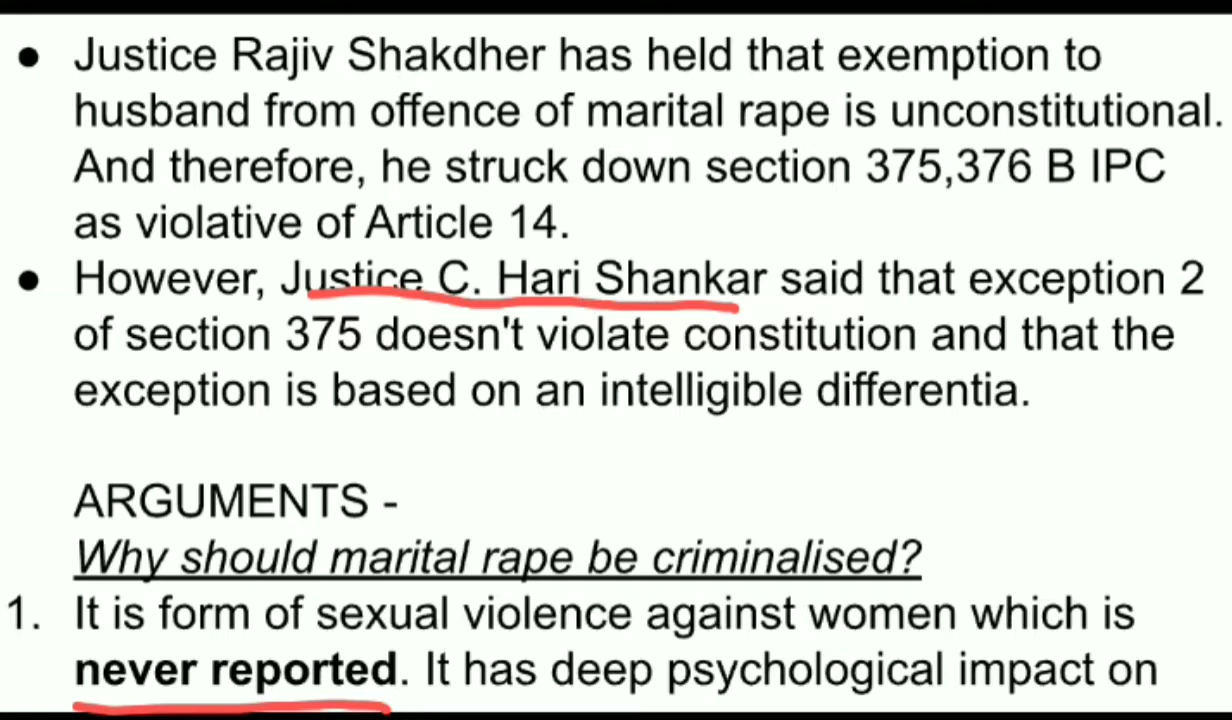 ● Justice Rajiv Shakdher has held that exemption to
husband from offence of marital rape is unconstitutional.
And therefore, he struck down section 375,376 B IPC
as violative of Article 14.
● However, Justice C. Hari Shankar said that exception 2
of section 375 doesn't violate constitution and that the
exception is based on an intelligible differentia.
ARGUMENTS -
Why should marital rape be criminalised?
1. It is form of sexual violence against women which is
never reported. It has deep psychological impact on